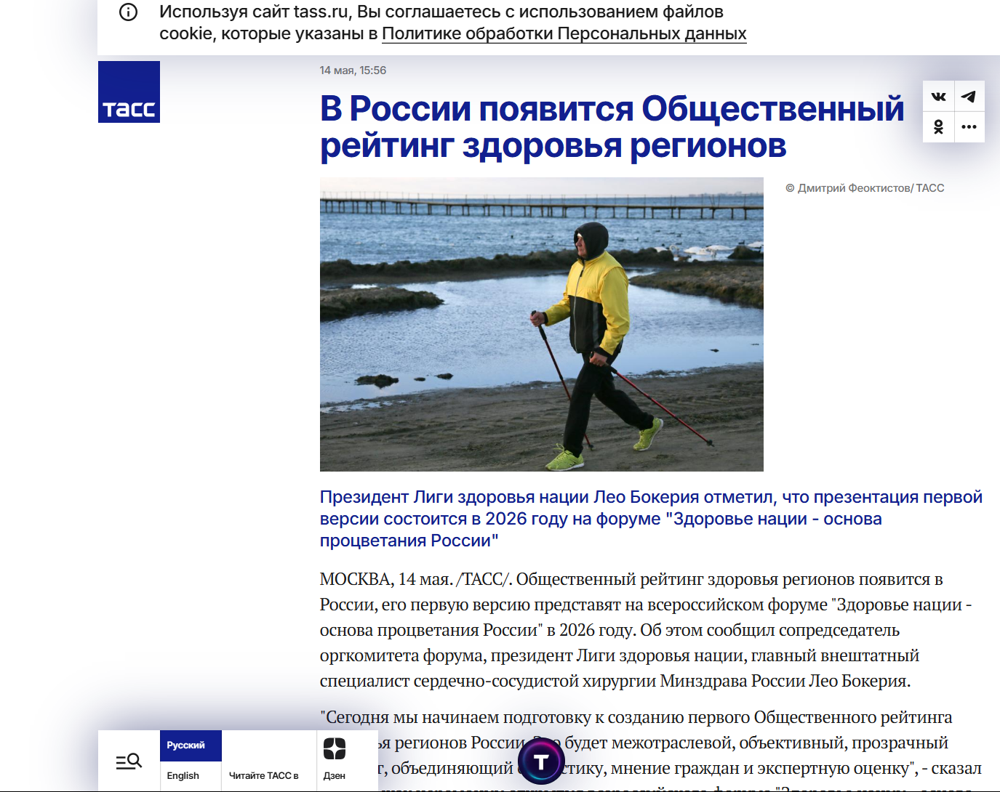 Используя сайт tass.ru, Вы соглашаетесь с использованием файлов
cookie, которые указаны в Политике обработки Персональных данных
тасс
14 мая, 15:56
В России появится Общественный
рейтинг здоровья регионов
© Дмитрий Феоктистов/ ТАСС
Президент Лиги здоровья нации Лео Бокерия отметил, что презентация первой
версии состоится в 2026 году на форуме "Здоровье нации - основа
процветания России"
МОСКВА, 14 мая. /ТАСС/. Общественный рейтинг здоровья регионов появится в
России, его первую версию представят на всероссийском форуме "Здоровье нации -
основа процветания России" в 2026 году. Об этом сообщил сопредседатель
оргкомитета форума, президент Лиги здоровья нации, главный внештатный
специалист сердечно-сосудистой хирургии Минздрава России Лео Бокерия.
"Сегодня мы начинаем подготовку к созданию первого Общественного рейтинга
регионов России. будет межотраслевой, объективный, прозрачный
объединяющий мнение граждан и экспертную оценку", - сказал
Русский
English
Читайте ТАСС в
Дзен
T